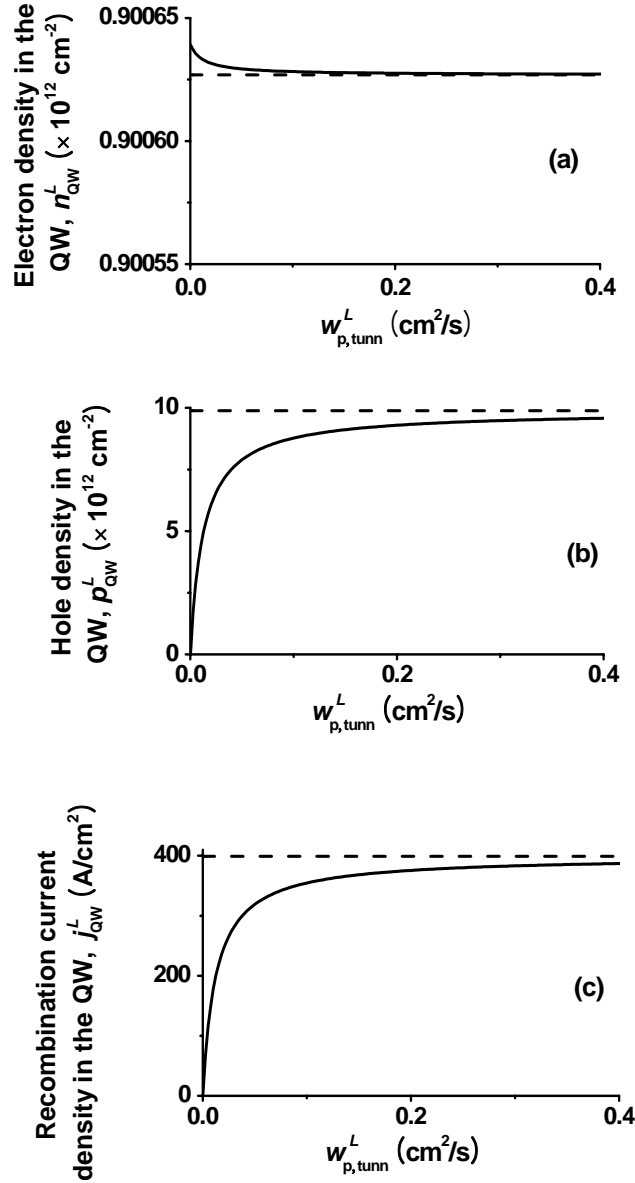 Electron density in the
QW, n^L_QW (× 10^12 cm^-2)
0.90065
0.90060
0.90055
(a)
0.0 0.2 0.4
w^L_p,tunn (cm^2/s)
Hole density in the
QW, p^L_QW (× 10^12 cm^-2)
10
5
0
(b)
0.0 0.2 0.4
w^L_p,tunn (cm^2/s)
Recombination current
density in the QW, j^L_QW (A/cm^2)
400
200
0
(c)
0.0 0.2 0.4
w^L_p,tunn (cm^2/s)